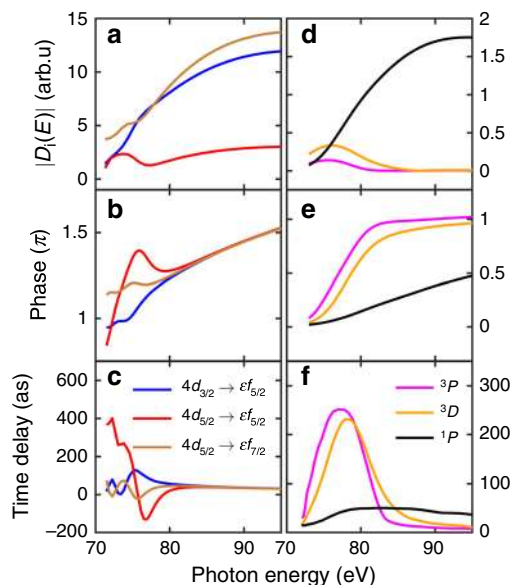 a
d
b
e
c
f
|Dᵢ(E)| (arb.u)
15
10
5
0
2
1.5
1
0.5
0
Phase (π)
1.5
1
1
0.5
0
Time delay (as)
600
400
200
0
–200
300
200
100
0
4d₃/₂→ εf₅/₂
4d₅/₂→ εf₅/₂
4d₅/₂→ εf₇/₂
³P
³D
¹P
70 80 90 70 80 90
Photon energy (eV)